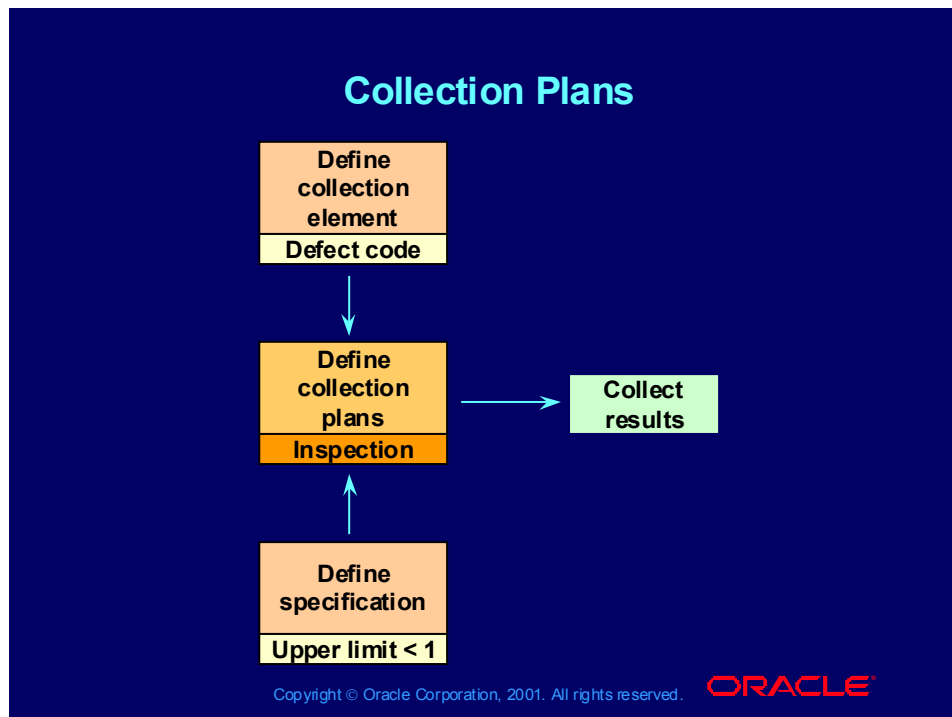 Collection Plans
Define
collection
element
Defect code
Define
collection
plans
Inspection
Collect
results
Define
specification
Upper limit < 1
Copyright © Oracle Corporation, 2001. All rights reserved.
ORACLE®